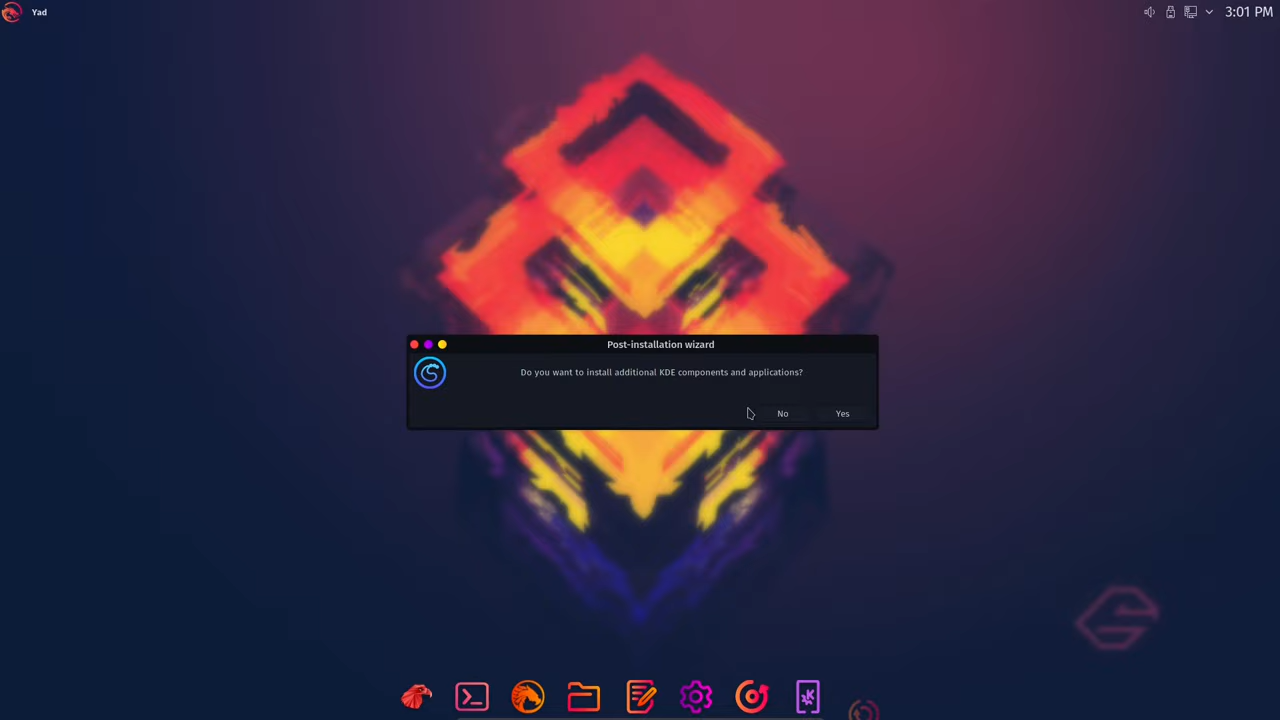 Yad
3:01 PM
Post-installation wizard
Do you want to install additional KDE components and applications?
No
Yes